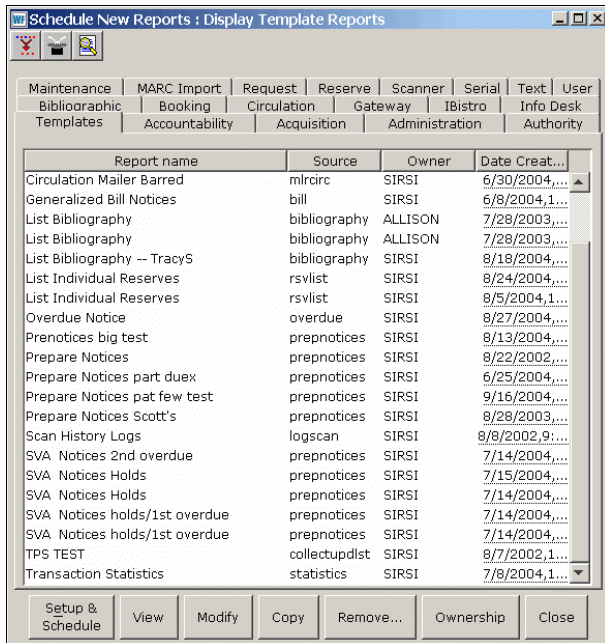 WF Schedule New Reports : Display Template Reports
Maintenance MARC Import Request Reserve Scanner Serial Text User
Bibliographic Booking Circulation Gateway IBistro Info Desk
Templates Accountability Acquisition Administration Authority
Report name Source Owner Date Creat...
Circulation Mailer Barred mlrcirc SIRSI 6/30/2004,...
Generalized Bill Notices bill SIRSI 6/8/2004,1...
List Bibliography bibliography ALLISON 7/28/2003,...
List Bibliography bibliography ALLISON 7/28/2003,...
List Bibliography -- TracyS bibliography SIRSI 8/18/2004,...
List Individual Reserves rsvlist SIRSI 8/24/2004,...
List Individual Reserves rsvlist SIRSI 8/5/2004,1...
Overdue Notice overdue SIRSI 8/27/2004,...
Prenotices big test prepnotices SIRSI 8/13/2004,...
Prepare Notices prepnotices SIRSI 8/22/2002,...
Prepare Notices part duex prepnotices SIRSI 6/25/2004,...
Prepare Notices pat few test prepnotices SIRSI 9/16/2004,...
Prepare Notices Scott's prepnotices SIRSI 8/28/2003,...
Scan History Logs logscan SIRSI 8/8/2002,9:...
SVA Notices 2nd overdue prepnotices SIRSI 7/14/2004,...
SVA Notices Holds prepnotices SIRSI 7/15/2004,...
SVA Notices Holds prepnotices SIRSI 7/14/2004,...
SVA Notices holds/1st overdue prepnotices SIRSI 7/14/2004,...
SVA Notices holds/1st overdue prepnotices SIRSI 7/14/2004,...
TPS TEST collectupdlst SIRSI 8/7/2002,1...
Transaction Statistics statistics SIRSI 7/8/2004,1...
Setup & Schedule View Modify Copy Remove... Ownership Close